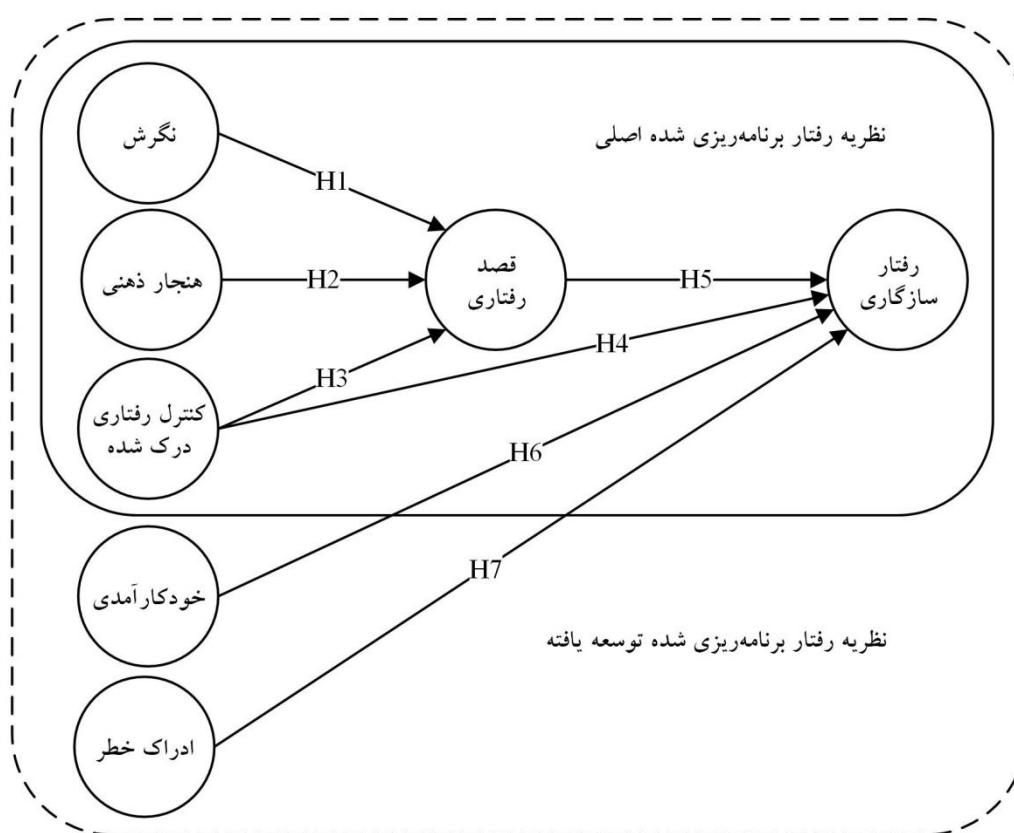 نگرش
نظریه رفتار برنامه‌ریزی شده اصلی
H1
هنجار ذهنی
H2
قصد
رفتاری
H5
رفتار
سازگاری
H4
H3
کنترل رفتاری
درک شده
H6
H7
خودکارآمدی
نظریه رفتار برنامه‌ریزی شده توسعه یافته
ادراک خطر